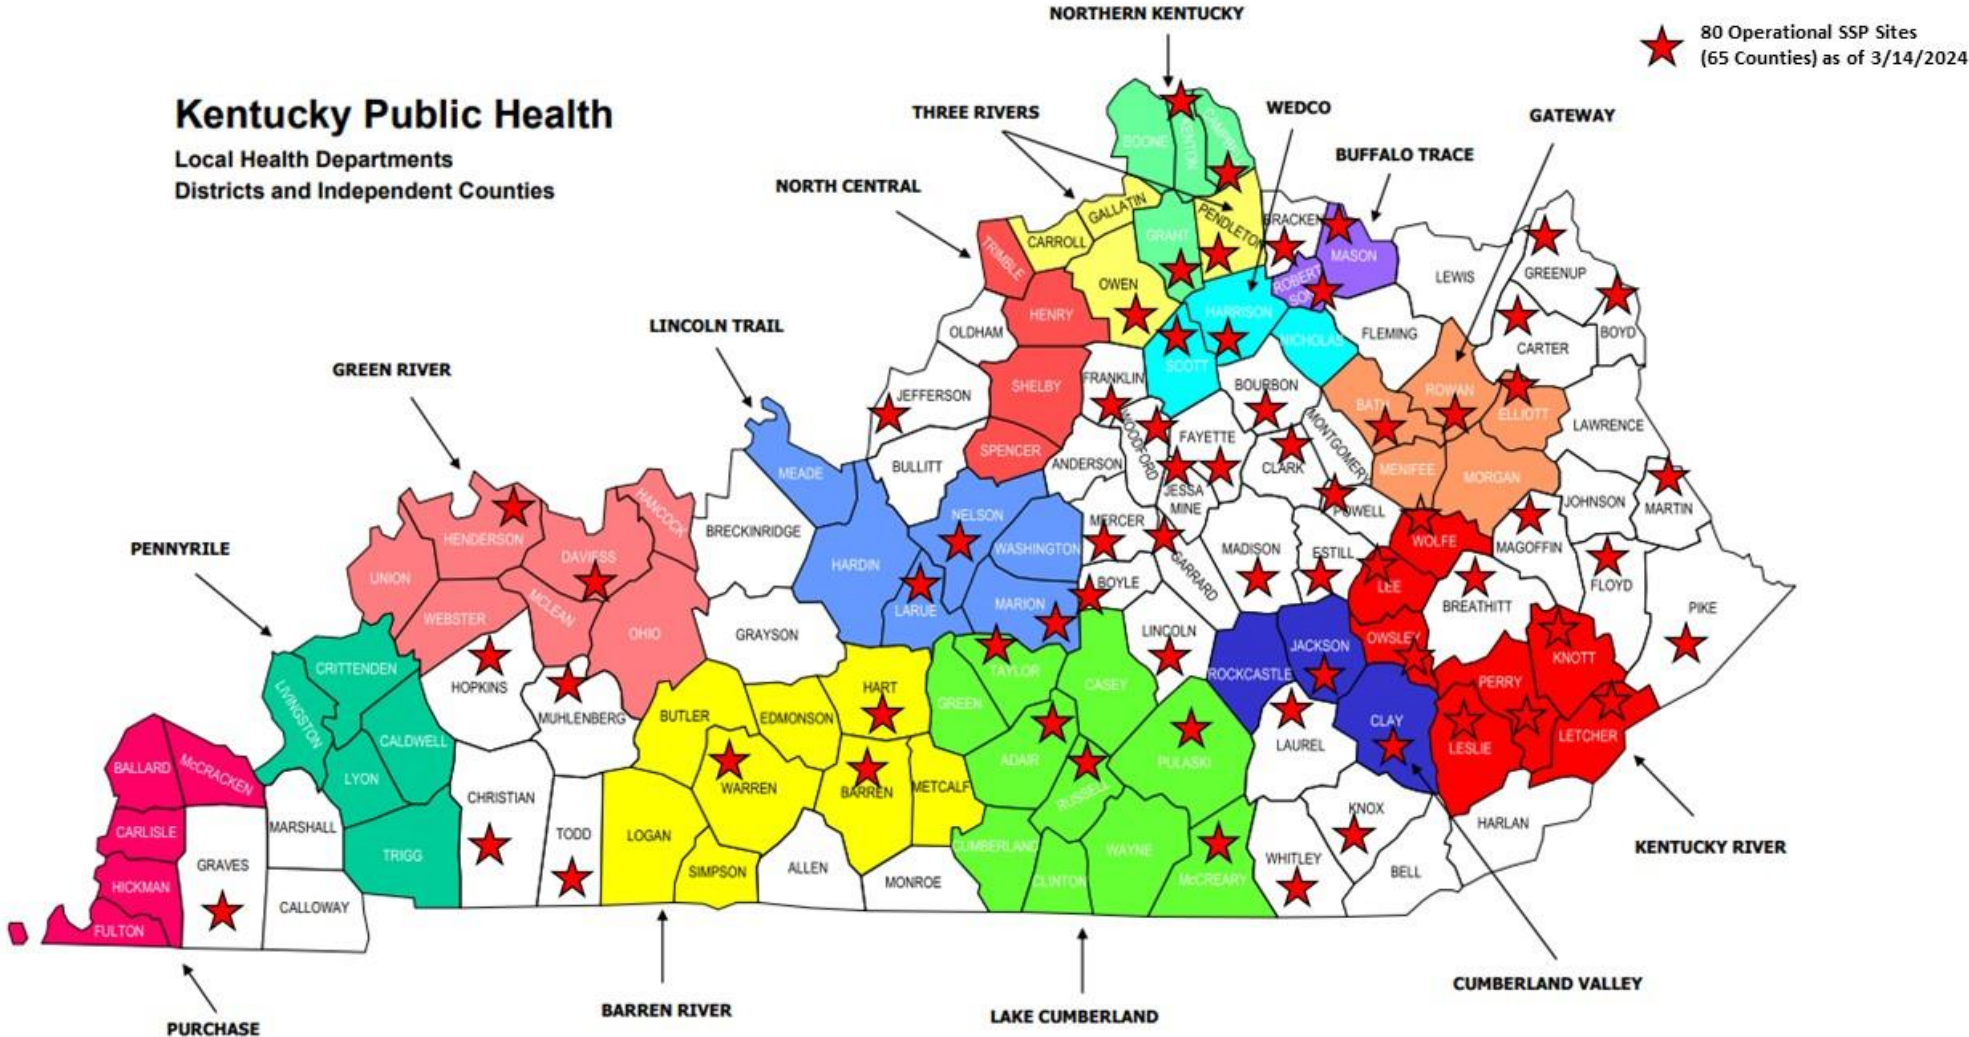 NORTHERN KENTUCKY
80 Operational SSP Sites
(65 Counties) as of 3/14/2024
Kentucky Public Health
Local Health Departments
Districts and Independent Counties
THREE RIVERS
WEDCO
GATEWAY
BUFFALO TRACE
NORTH CENTRAL
LINCOLN TRAIL
GREEN RIVER
PENNYRILE
BOONE
KENTON
CAMPBELL
GALLATIN
PENDLETON
BRACKEN
CARROLL
GRANT
TRIMBLE
MASON
LEWIS
GREENUP
OWEN
ROBERT
SON
HENRY
HARRISON
OLDHAM
NICHOLAS
FLEMING
BOYD
CARTER
SCOTT
FRANKLIN
SHELBY
BOURBON
ROWAN
JEFFERSON
BATH
ELLIOTT
WOODFORD
FAYETTE
MONTGOMERY
LAWRENCE
SPENCER
ANDERSON
BULLITT
CLARK
MENIFEE
MORGAN
MEADE
JESSA
MINE
JOHNSON
MARTIN
HANCOCK
NELSON
POWELL
BRECKINRIDGE
MERCER
HENDERSON
WASHINGTON
MADISON
ESTILL
WOLFE
MAGOFFIN
DAVIESS
HARDIN
GARRARD
UNION
BOYLE
LEE
FLOYD
MCLEAN
LARUE
MARION
BREATHITT
PIKE
WEBSTER
OHIO
GRAYSON
LINCOLN
JACKSON
OWSLEY
CRITTENDEN
TAYLOR
ROCKCASTLE
KNOTT
HOPKINS
HART
CASEY
PERRY
LIVINGSTON
GREEN
MUHLENBERG
BUTLER
EDMONSON
CLAY
CALDWELL
LAUREL
LESLIE
LETCHER
BALLARD
McCRACKEN
LYON
ADAIR
PULASKI
WARREN
BARREN
METCALF
CHRISTIAN
RUSSELL
KNOX
CARLISLE
MARSHALL
TODD
LOGAN
HARLAN
TRIGG
CUMBERLAND
WAYNE
GRAVES
WHITLEY
SIMPSON
ALLEN
MONROE
CLINTON
McCREARY
BELL
HICKMAN
CALLOWAY
FULTON
KENTUCKY RIVER
CUMBERLAND VALLEY
BARREN RIVER
LAKE CUMBERLAND
PURCHASE